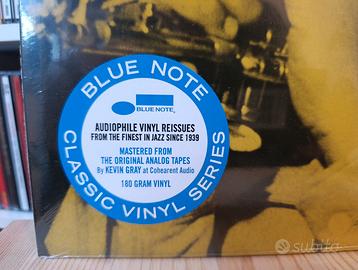 BLUE NOTE
BLUE NOTE
AUDIOPHILE VINYL REISSUES
FROM THE FINEST IN JAZZ SINCE 1939
MASTERED FROM
THE ORIGINAL ANALOG TAPES
By KEVIN GRAY at Cohearent Audio
180 GRAM VINYL
CLASSIC VINYL SERIES
subito